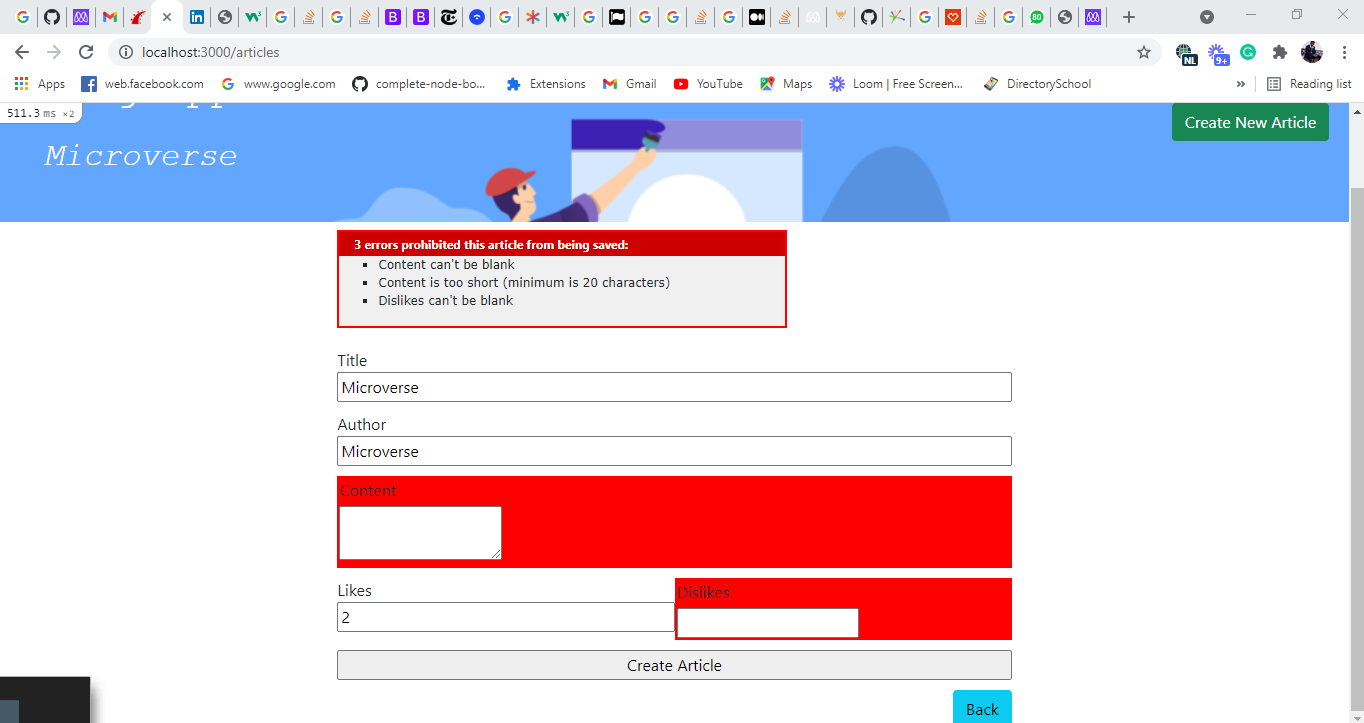 localhost:3000/articles
NL
9+
80
Apps
web.facebook.com
www.google.com
complete-node-bo...
Extensions
Gmail
YouTube
Maps
Loom | Free Screen...
DirectorySchool
»
Reading list
511.3 ms ×2
Create New Article
Microverse
3 errors prohibited this article from being saved:
Content can't be blank
Content is too short (minimum is 20 characters)
Dislikes can't be blank
Title
Microverse
Author
Microverse
Content
Likes
Dislikes
2
Create Article
Back